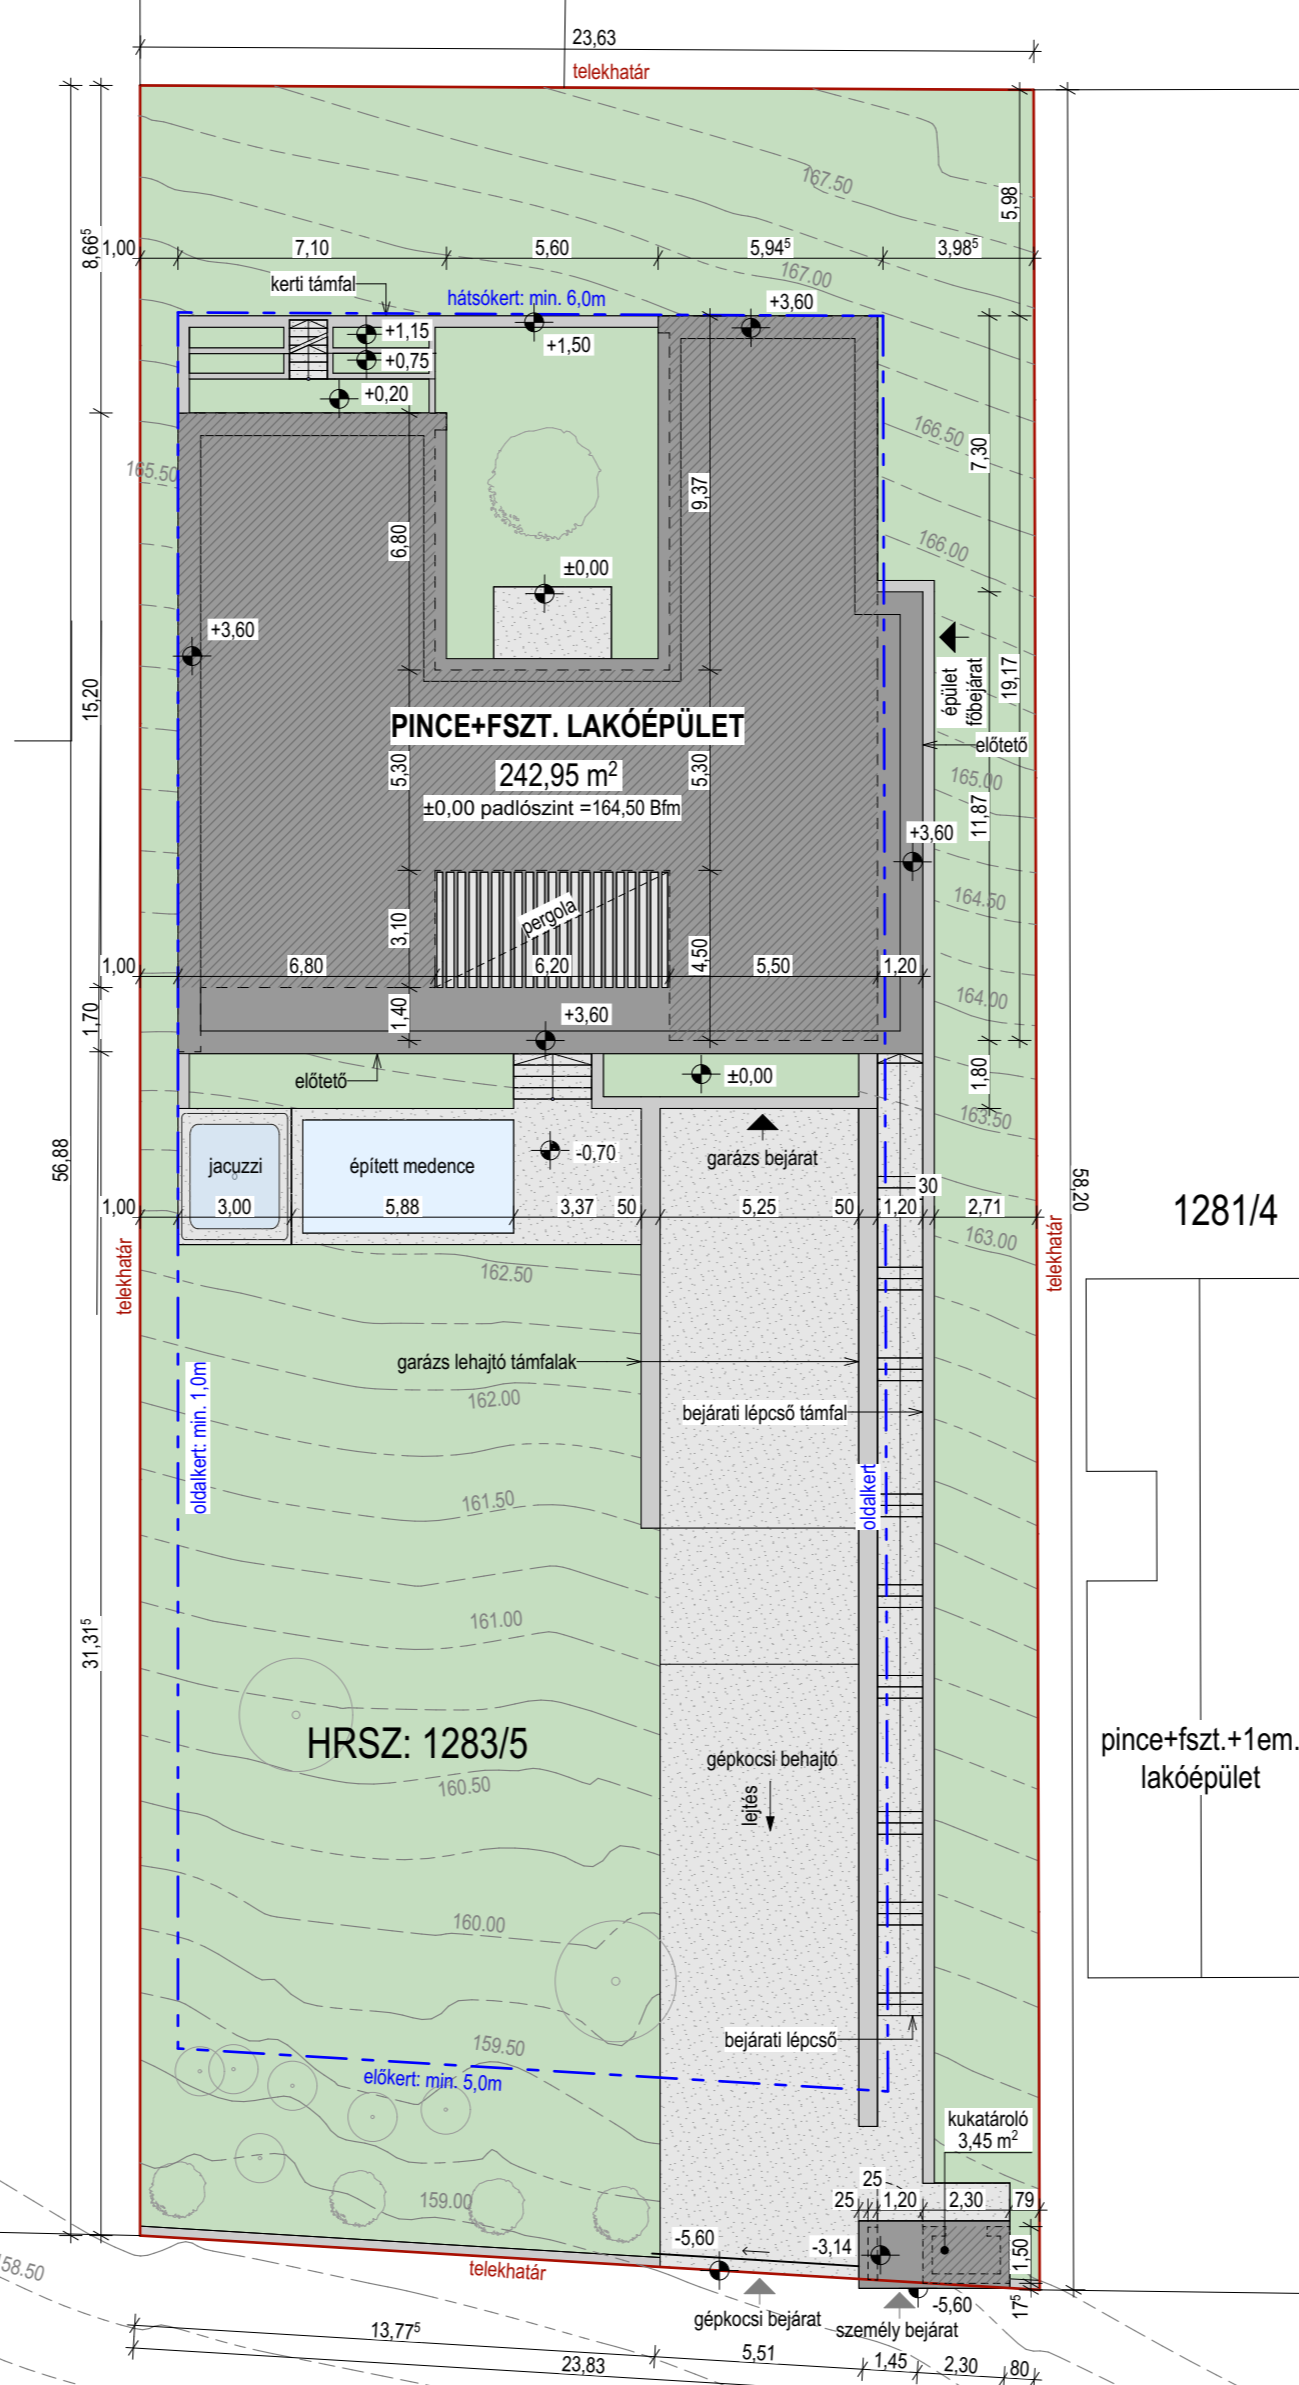 23,63
telekhatár
167.50
5,98
8,66⁵
1,00
7,10
5,60
5,94⁵
3,98⁵
kerti támfal
167.00
hátsókert: min. 6,0m
+3,60
+1,15
+1,50
+0,75
+0,20
166.50
7,30
165.50
9,37
6,80
166.00
±0,00
+3,60
épület
főbejárat
19,17
15,20
PINCE+FSZT. LAKÓÉPÜLET
242,95 m²
±0,00 padlószint =164,50 Bfm
5,30
5,30
előtető
165.00
11,87
+3,60
164.50
pergola
3,10
4,50
1,00
6,80
6,20
5,50
1,20
164.00
1,70
1,40
+3,60
előtető
±0,00
1,80
163.50
56,88
jacuzzi
épített medence
-0,70
garázs bejárat
58,20
1,00
3,00
5,88
3,37
50
5,25
50
1,20
30
2,71
1281/4
163.00
telekhatár
telekhatár
162.50
garázs lehajtó támfalak
oldalkert: min. 1,0m
162.00
bejárati lépcső támfal
oldalkert
161.50
31,31⁵
161.00
HRSZ: 1283/5
gépkocsi behajtó
lejtés
pince+fszt.+1em.
lakóépület
160.50
160.00
159.50
bejárati lépcső
előkert: min. 5,0m
kukatároló
3,45 m²
159.00
25
25
1,20
2,30
79
-5,60
-3,14
1,50
158.50
telekhatár
gépkocsi bejárat
-5,60
17⁵
személy bejárat
13,77⁵
5,51
1,45
2,30
80
23,83